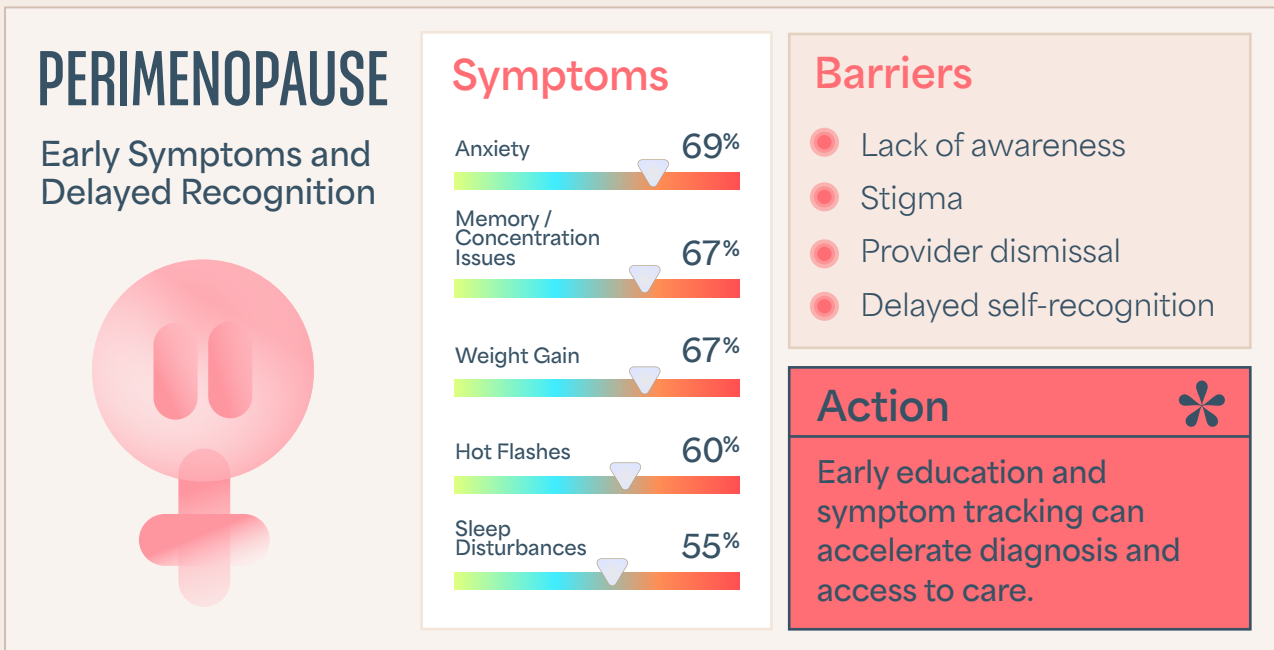 PERIMENOPAUSE
Early Symptoms and
Delayed Recognition
Symptoms
Anxiety
69%
Memory /
Concentration
Issues
67%
Weight Gain
67%
Hot Flashes
60%
Sleep
Disturbances
55%
Barriers
Lack of awareness
Stigma
Provider dismissal
Delayed self-recognition
Action
Early education and
symptom tracking can
accelerate diagnosis and
access to care.